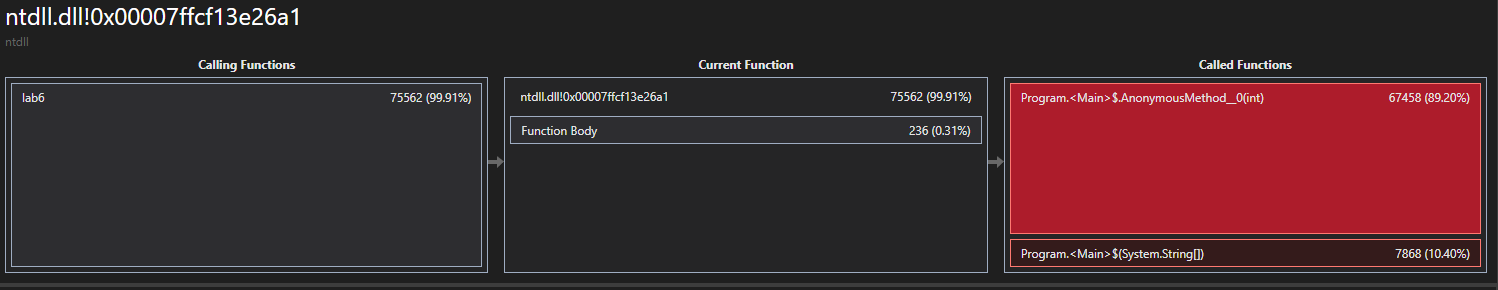 ntdll.dll!0x00007ffcf13e26a1
ntdll
Calling Functions
Current Function
Called Functions
lab6 75562 (99.91%)
ntdll.dll!0x00007ffcf13e26a1 75562 (99.91%)
Function Body 236 (0.31%)
Program.<Main>$.AnonymousMethod__0(int) 67458 (89.20%)
Program.<Main>$(System.String[]) 7868 (10.40%)